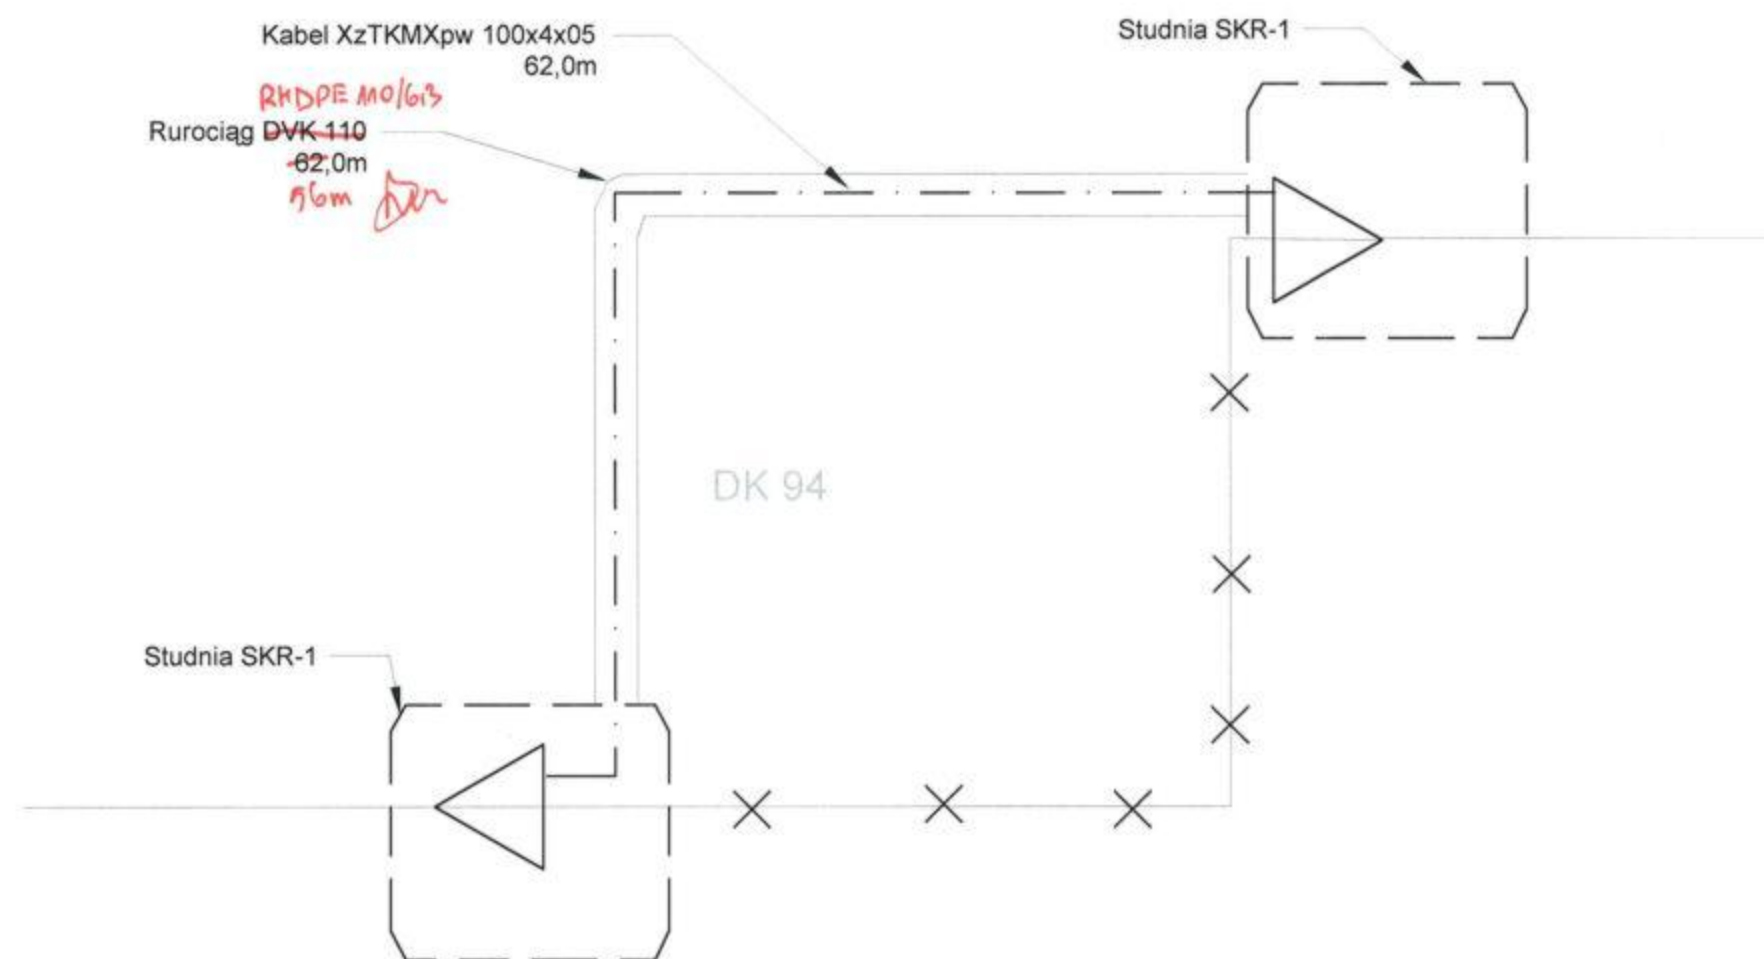 Kabel XzTKMXpw 100x4x05
62,0m
Studnia SKR-1
RHDPE 110/6,3
Rurociąg DVK 110
62,0m
56m
DK 94
Studnia SKR-1